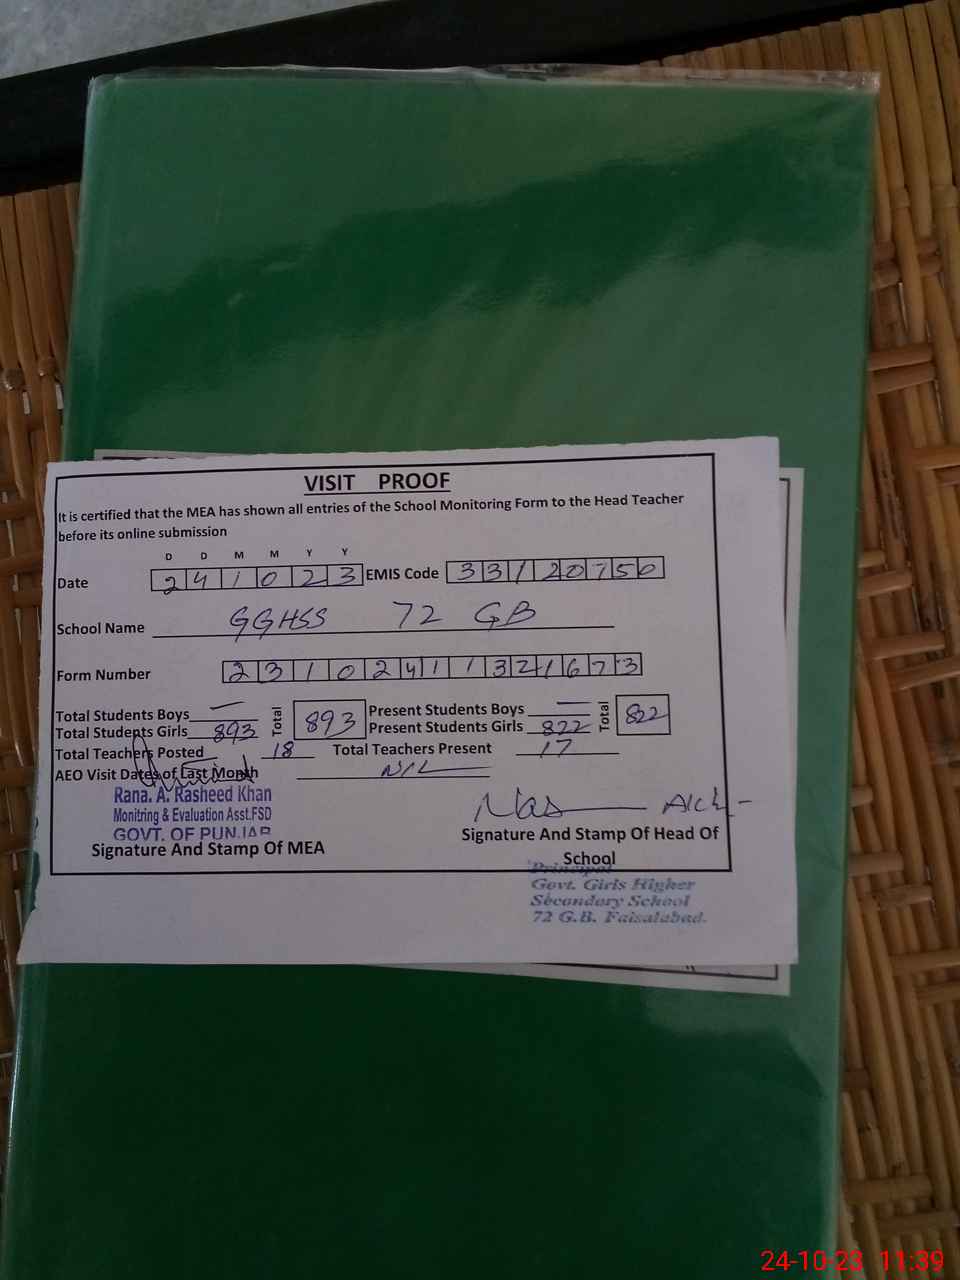 VISIT PROOF
It is certified that the MEA has shown all entries of the School Monitoring Form to the Head Teacher
before its online submission
D D M M Y Y
Date 2 4 1 0 2 3 EMIS Code 3 3 1 2 0 7 5 0
School Name GGHSS 72 GB
Form Number 2 3 1 0 2 4 1 1 3 2 1 6 7 3
Total Students Boys — Total 893 Present Students Boys — Total 822
Total Students Girls 893 Present Students Girls 822
Total Teachers Posted 18 Total Teachers Present 17
AEO Visit Dates of Last Month NIL
Rana. A. Rasheed Khan
Monitring & Evaluation Asst.FSD
GOVT. OF PUNJAB
Signature And Stamp Of MEA
Signature And Stamp Of Head Of
School
Principal
Govt. Girls Higher
Secondary School
72 G.B. Faisalabad.
24-10-23 11:39